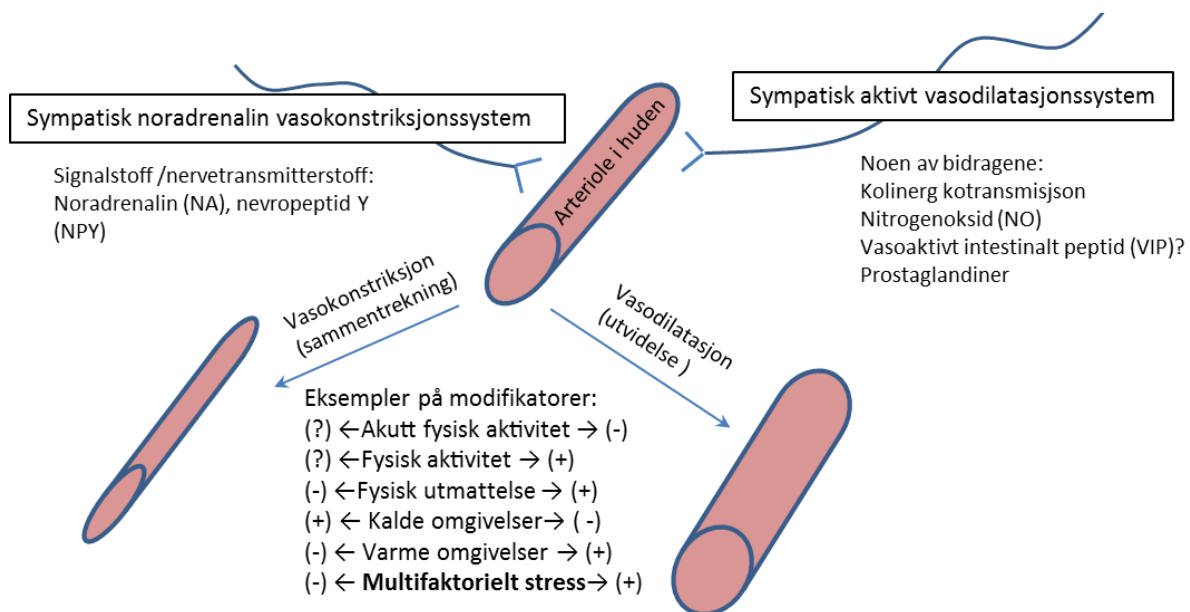 Sympatisk noradrenalin vasokonstriksjonssystem
Signalstoff /nervetransmitterstoff:
Noradrenalin (NA), nevropeptid Y
(NPY)
Arteriole i huden
Sympatisk aktivt vasodilatasjonssystem
Noen av bidragene:
Kolinerg kotransmisjson
Nitrogenoksid (NO)
Vasoaktivt intestinalt peptid (VIP)?
Prostaglandiner
Vasokonstriksjon
(sammentrekning)
Vasodilatasjon
(utvidelse )
Eksempler på modifikatorer:
(?) ←Akutt fysisk aktivitet → (-)
(?) ←Fysisk aktivitet → (+)
(-) ←Fysisk utmattelse → (+)
(+) ← Kalde omgivelser→ ( -)
(-) ← Varme omgivelser → (+)
(-) ← Multifaktorielt stress→ (+)